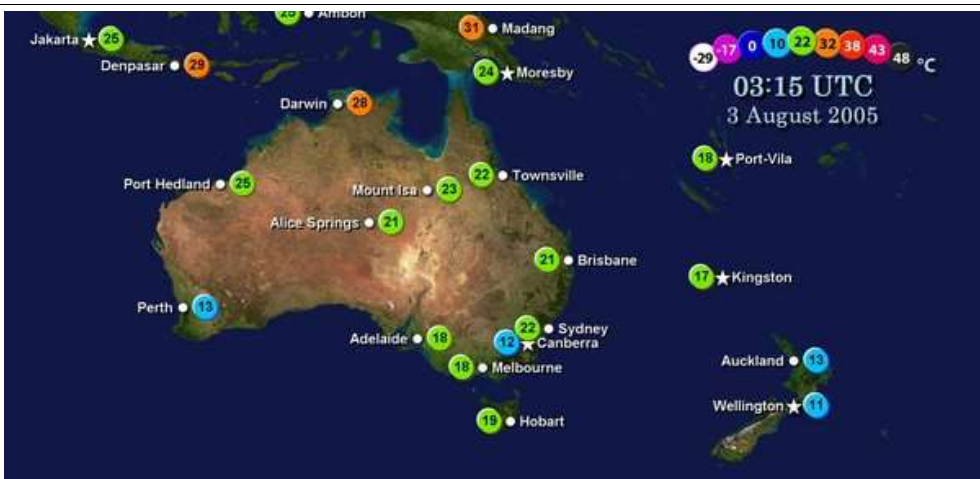 25 Ambon
31 Madang
Jakarta 25
-29 -17 0 10 22 32 38 43 48 °C
Denpasar 29
24 Moresby
03:15 UTC
3 August 2005
Darwin 28
18 Port-Vila
22 Townsville
Port Hedland 25
Mount Isa 23
Alice Springs 21
21 Brisbane
17 Kingston
Perth 13
22 Sydney
Adelaide 18
12 Canberra
Auckland 13
18 Melbourne
Wellington 11
19 Hobart